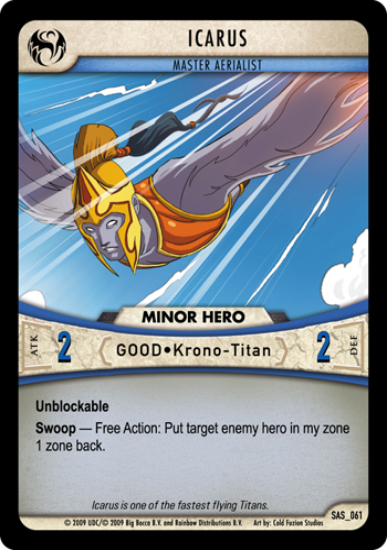 ICARUS
MASTER AERIALIST
MINOR HERO
ATK 2 GOOD•Krono-Titan 2 DEF
Unblockable
Swoop — Free Action: Put target enemy hero in my zone
1 zone back.
Icarus is one of the fastest flying Titans.
SAS_061
© 2009 UDC/© 2009 Big Bocca B.V. and Rainbow Distributions B.V. Art by: Cold Fuzion Studios